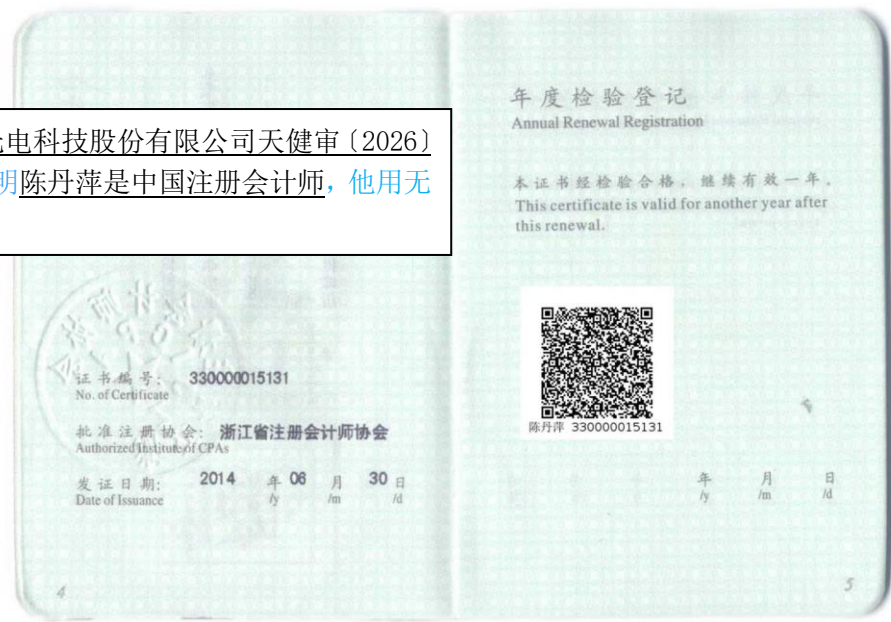 电科技股份有限公司天健审〔2026〕
明陈丹萍是中国注册会计师，他用无
证书编号: 330000015131
No. of Certificate
批准注册协会: 浙江省注册会计师协会
Authorized Institute of CPAs
发证日期: 2014 年 06 月 30 日
Date of Issuance /y /m /d
4
年度检验登记
Annual Renewal Registration
本证书经检验合格，继续有效一年。
This certificate is valid for another year after
this renewal.
陈丹萍 330000015131
年 月 日
/y /m /d
5